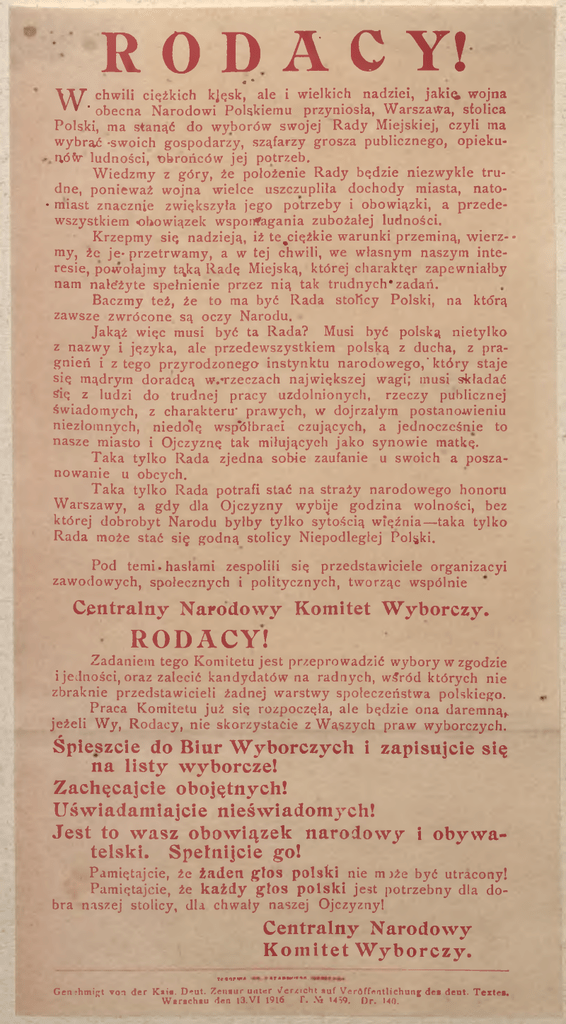 RODACY!
W chwili ciężkich klęsk, ale i wielkich nadziei, jakie wojna
obecna Narodowi Polskiemu przyniosła, Warszawa, stolica
Polski, ma stanąć do wyborów swojej Rady Miejskiej, czyli ma
wybrać swoich gospodarzy, szafarzy grosza publicznego, opieku-
nów ludności, obrońców jej potrzeb.
Wiedzmy z góry, że położenie Rady będzie niezwykle tru-
dne, ponieważ wojna wielce uszczupliła dochody miasta, nato-
miast znacznie zwiększyła jego potrzeby i obowiązki, a przede-
wszystkiem obowiązek wspomagania zubożałej ludności.
Krzepmy się nadzieją, iż te ciężkie warunki przeminą, wierz-
my, że je przetrwamy, a w tej chwili, we własnym naszym inte-
resie, powołajmy taką Radę Miejską, której charakter zapewniałby
nam należyte spełnienie przez nią tak trudnych zadań.
Baczmy też, że to ma być Rada stolicy Polski, na którą
zawsze zwrócone są oczy Narodu.
Jakąż więc musi być ta Rada? Musi być polską nietylko
z nazwy i języka, ale przedewszystkiem polską z ducha, z pra-
gnień i z tego przyrodzonego instynktu narodowego, który staje
się mądrym doradcą w rzeczach największej wagi; musi składać
się z ludzi do trudnej pracy uzdolnionych, rzeczy publicznej
świadomych, z charakteru prawych, w dojrzałym postanowieniu
niezłomnych, niedolę współbraci czujących, a jednocześnie to
nasze miasto i Ojczyznę tak miłujących jako synowie matkę.
Taka tylko Rada zjedna sobie zaufanie u swoich a posza-
nowanie u obcych.
Taka tylko Rada potrafi stać na straży narodowego honoru
Warszawy, a gdy dla Ojczyzny wybije godzina wolności, bez
której dobrobyt Narodu byłby tylko sytością więźnia—taka tylko
Rada może stać się godną stolicy Niepodległej Polski.
Pod temi hasłami zespolili się przedstawiciele organizacyi
zawodowych, społecznych i politycznych, tworząc wspólnie
Centralny Narodowy Komitet Wyborczy.
RODACY!
Zadaniem tego Komitetu jest przeprowadzić wybory w zgodzie
i jedności, oraz zalecić kandydatów na radnych, wśród których nie
zbraknie przedstawicieli żadnej warstwy społeczeństwa polskiego.
Praca Komitetu już się rozpoczęła, ale będzie ona daremną,
jeżeli Wy, Rodacy, nie skorzystacie z Waszych praw wyborczych.
Śpieszcie do Biur Wyborczych i zapisujcie się
na listy wyborcze!
Zachęcajcie obojętnych!
Uświadamiajcie nieświadomych!
Jest to wasz obowiązek narodowy i obywa-
telski. Spełnijcie go!
Pamiętajcie, że żaden głos polski nie może być utracony!
Pamiętajcie, że każdy głos polski jest potrzebny dla do-
bra naszej stolicy, dla chwały naszej Ojczyzny!
Centralny Narodowy
Komitet Wyborczy.
Genehmigt von der Kais. Deut. Zensur unter Verzicht auf Veröffentlichung des deut. Textes.
Warschau den 13.VI 1916 T. № 1459. Dr. 140.